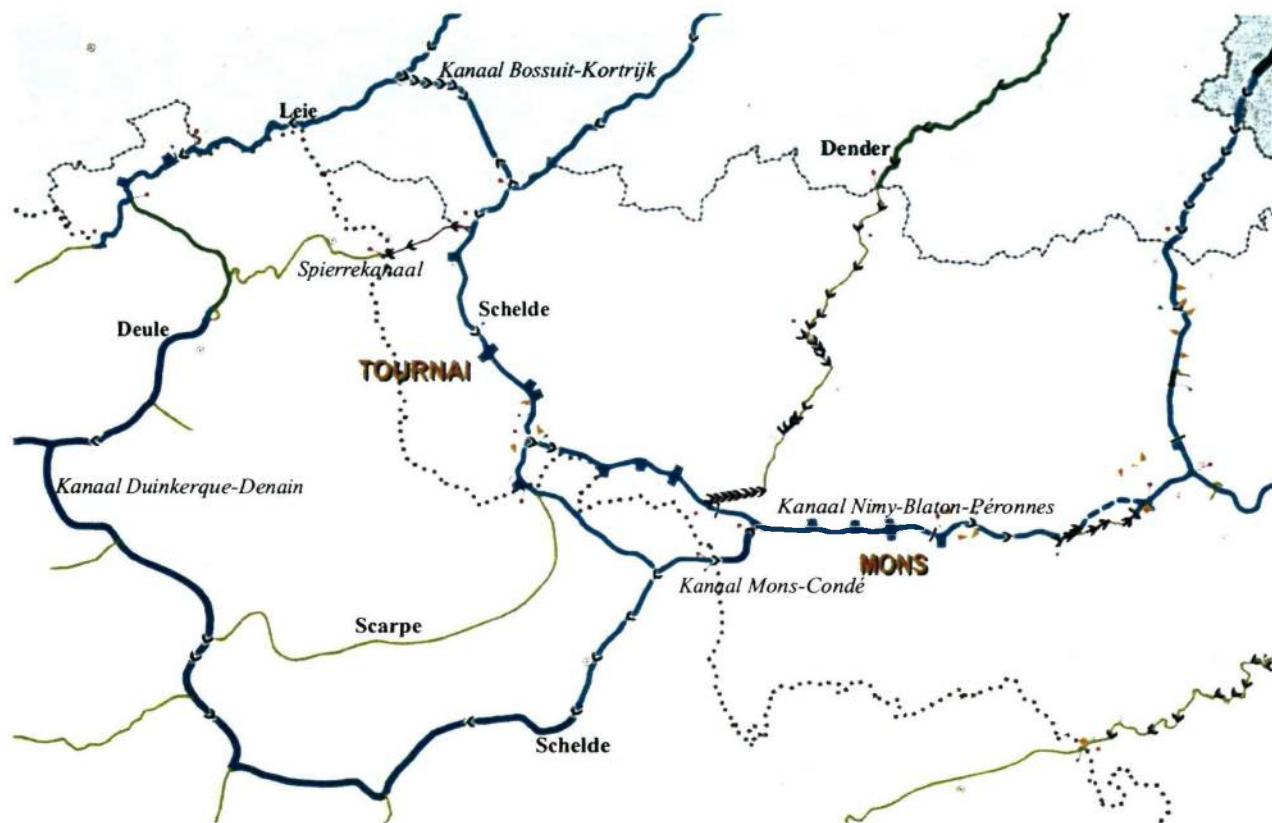 Kanaal Bossuit-Kortrijk
Leie
Dender
Spierrekanaal
Schelde
Deule
TOURNAI
Kanaal Duinkerque-Denain
Kanaal Nimy-Blaton-Péronnes
MONS
Kanaal Mons-Condé
Scarpe
Schelde